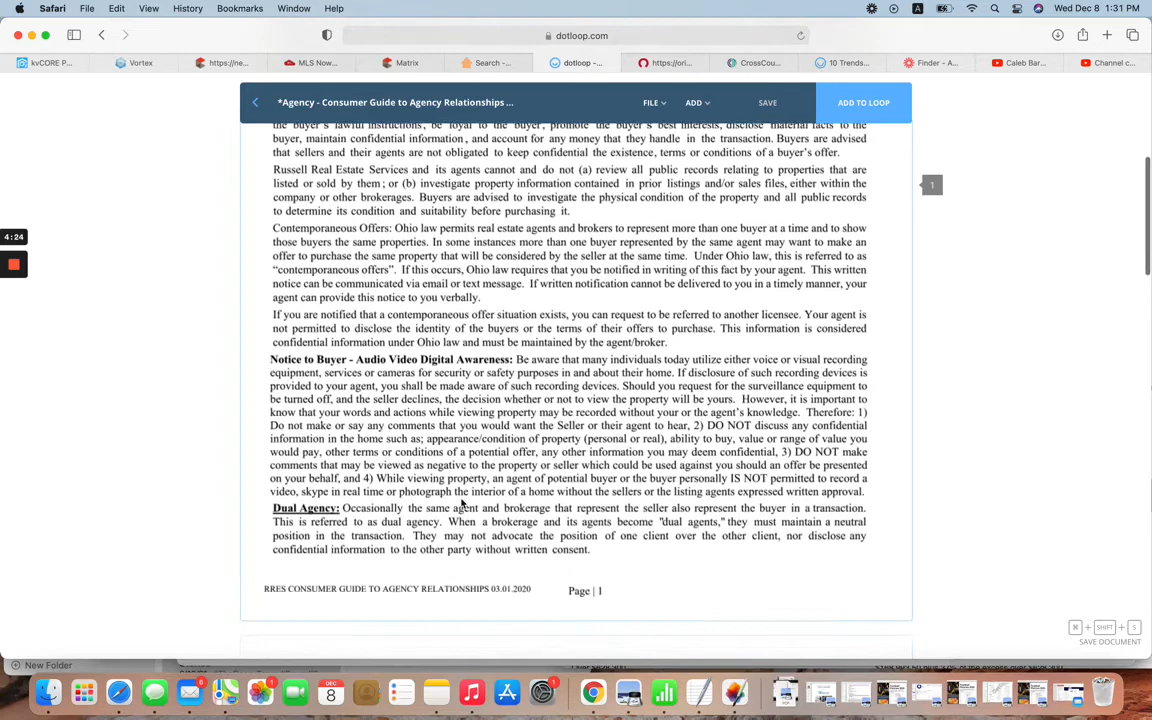 Safari File Edit View History Bookmarks Window Help A Wed Dec 8 1:31 PM
dotloop.com
kvCORE P... Vortex https://ne... MLS Now... Matrix Search -... dotloop -... https://ori... CrossCou... 10 Trends... Finder - A... Caleb Bar... Channel c...
*Agency - Consumer Guide to Agency Relationships ... FILE ADD SAVE ADD TO LOOP
the buyer's lawful instructions, be loyal to the buyer, promote the buyer's best interests, disclose material facts to the
buyer, maintain confidential information, and account for any money that they handle in the transaction. Buyers are advised
that sellers and their agents are not obligated to keep confidential the existence, terms or conditions of a buyer's offer.
Russell Real Estate Services and its agents cannot and do not (a) review all public records relating to properties that are
listed or sold by them; or (b) investigate property information contained in prior listings and/or sales files, either within the
company or other brokerages. Buyers are advised to investigate the physical condition of the property and all public records
to determine its condition and suitability before purchasing it.
1
Contemporaneous Offers: Ohio law permits real estate agents and brokers to represent more than one buyer at a time and to show
those buyers the same properties. In some instances more than one buyer represented by the same agent may want to make an
offer to purchase the same property that will be considered by the seller at the same time. Under Ohio law, this is referred to as
"contemporaneous offers". If this occurs, Ohio law requires that you be notified in writing of this fact by your agent. This written
notice can be communicated via email or text message. If written notification cannot be delivered to you in a timely manner, your
agent can provide this notice to you verbally.
4:24
If you are notified that a contemporaneous offer situation exists, you can request to be referred to another licensee. Your agent is
not permitted to disclose the identity of the buyers or the terms of their offers to purchase. This information is considered
confidential information under Ohio law and must be maintained by the agent/broker.
Notice to Buyer - Audio Video Digital Awareness: Be aware that many individuals today utilize either voice or visual recording
equipment, services or cameras for security or safety purposes in and about their home. If disclosure of such recording devices is
provided to your agent, you shall be made aware of such recording devices. Should you request for the surveillance equipment to
be turned off, and the seller declines, the decision whether or not to view the property will be yours. However, it is important to
know that your words and actions while viewing property may be recorded without your or the agent's knowledge. Therefore: 1)
Do not make or say any comments that you would want the Seller or their agent to hear, 2) DO NOT discuss any confidential
information in the home such as; appearance/condition of property (personal or real), ability to buy, value or range of value you
would pay, other terms or conditions of a potential offer, any other information you may deem confidential, 3) DO NOT make
comments that may be viewed as negative to the property or seller which could be used against you should an offer be presented
on your behalf, and 4) While viewing property, an agent of potential buyer or the buyer personally IS NOT permitted to record a
video, skype in real time or photograph the interior of a home without the sellers or the listing agents expressed written approval.
Dual Agency: Occasionally the same agent and brokerage that represent the seller also represent the buyer in a transaction.
This is referred to as dual agency. When a brokerage and its agents become "dual agents," they must maintain a neutral
position in the transaction. They may not advocate the position of one client over the other client, nor disclose any
confidential information to the other party without written consent.
RRES CONSUMER GUIDE TO AGENCY RELATIONSHIPS 03.01.2020 Page | 1
⌘ + SHIFT + S
SAVE DOCUMENT
New Folder
DEC
8
6
1
1